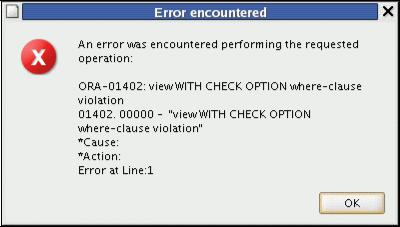 Error encountered
An error was encountered performing the requested
operation:
ORA-01402: view WITH CHECK OPTION where-clause
violation
01402. 00000 - "view WITH CHECK OPTION
where-clause violation"
*Cause:
*Action:
Error at Line:1
OK